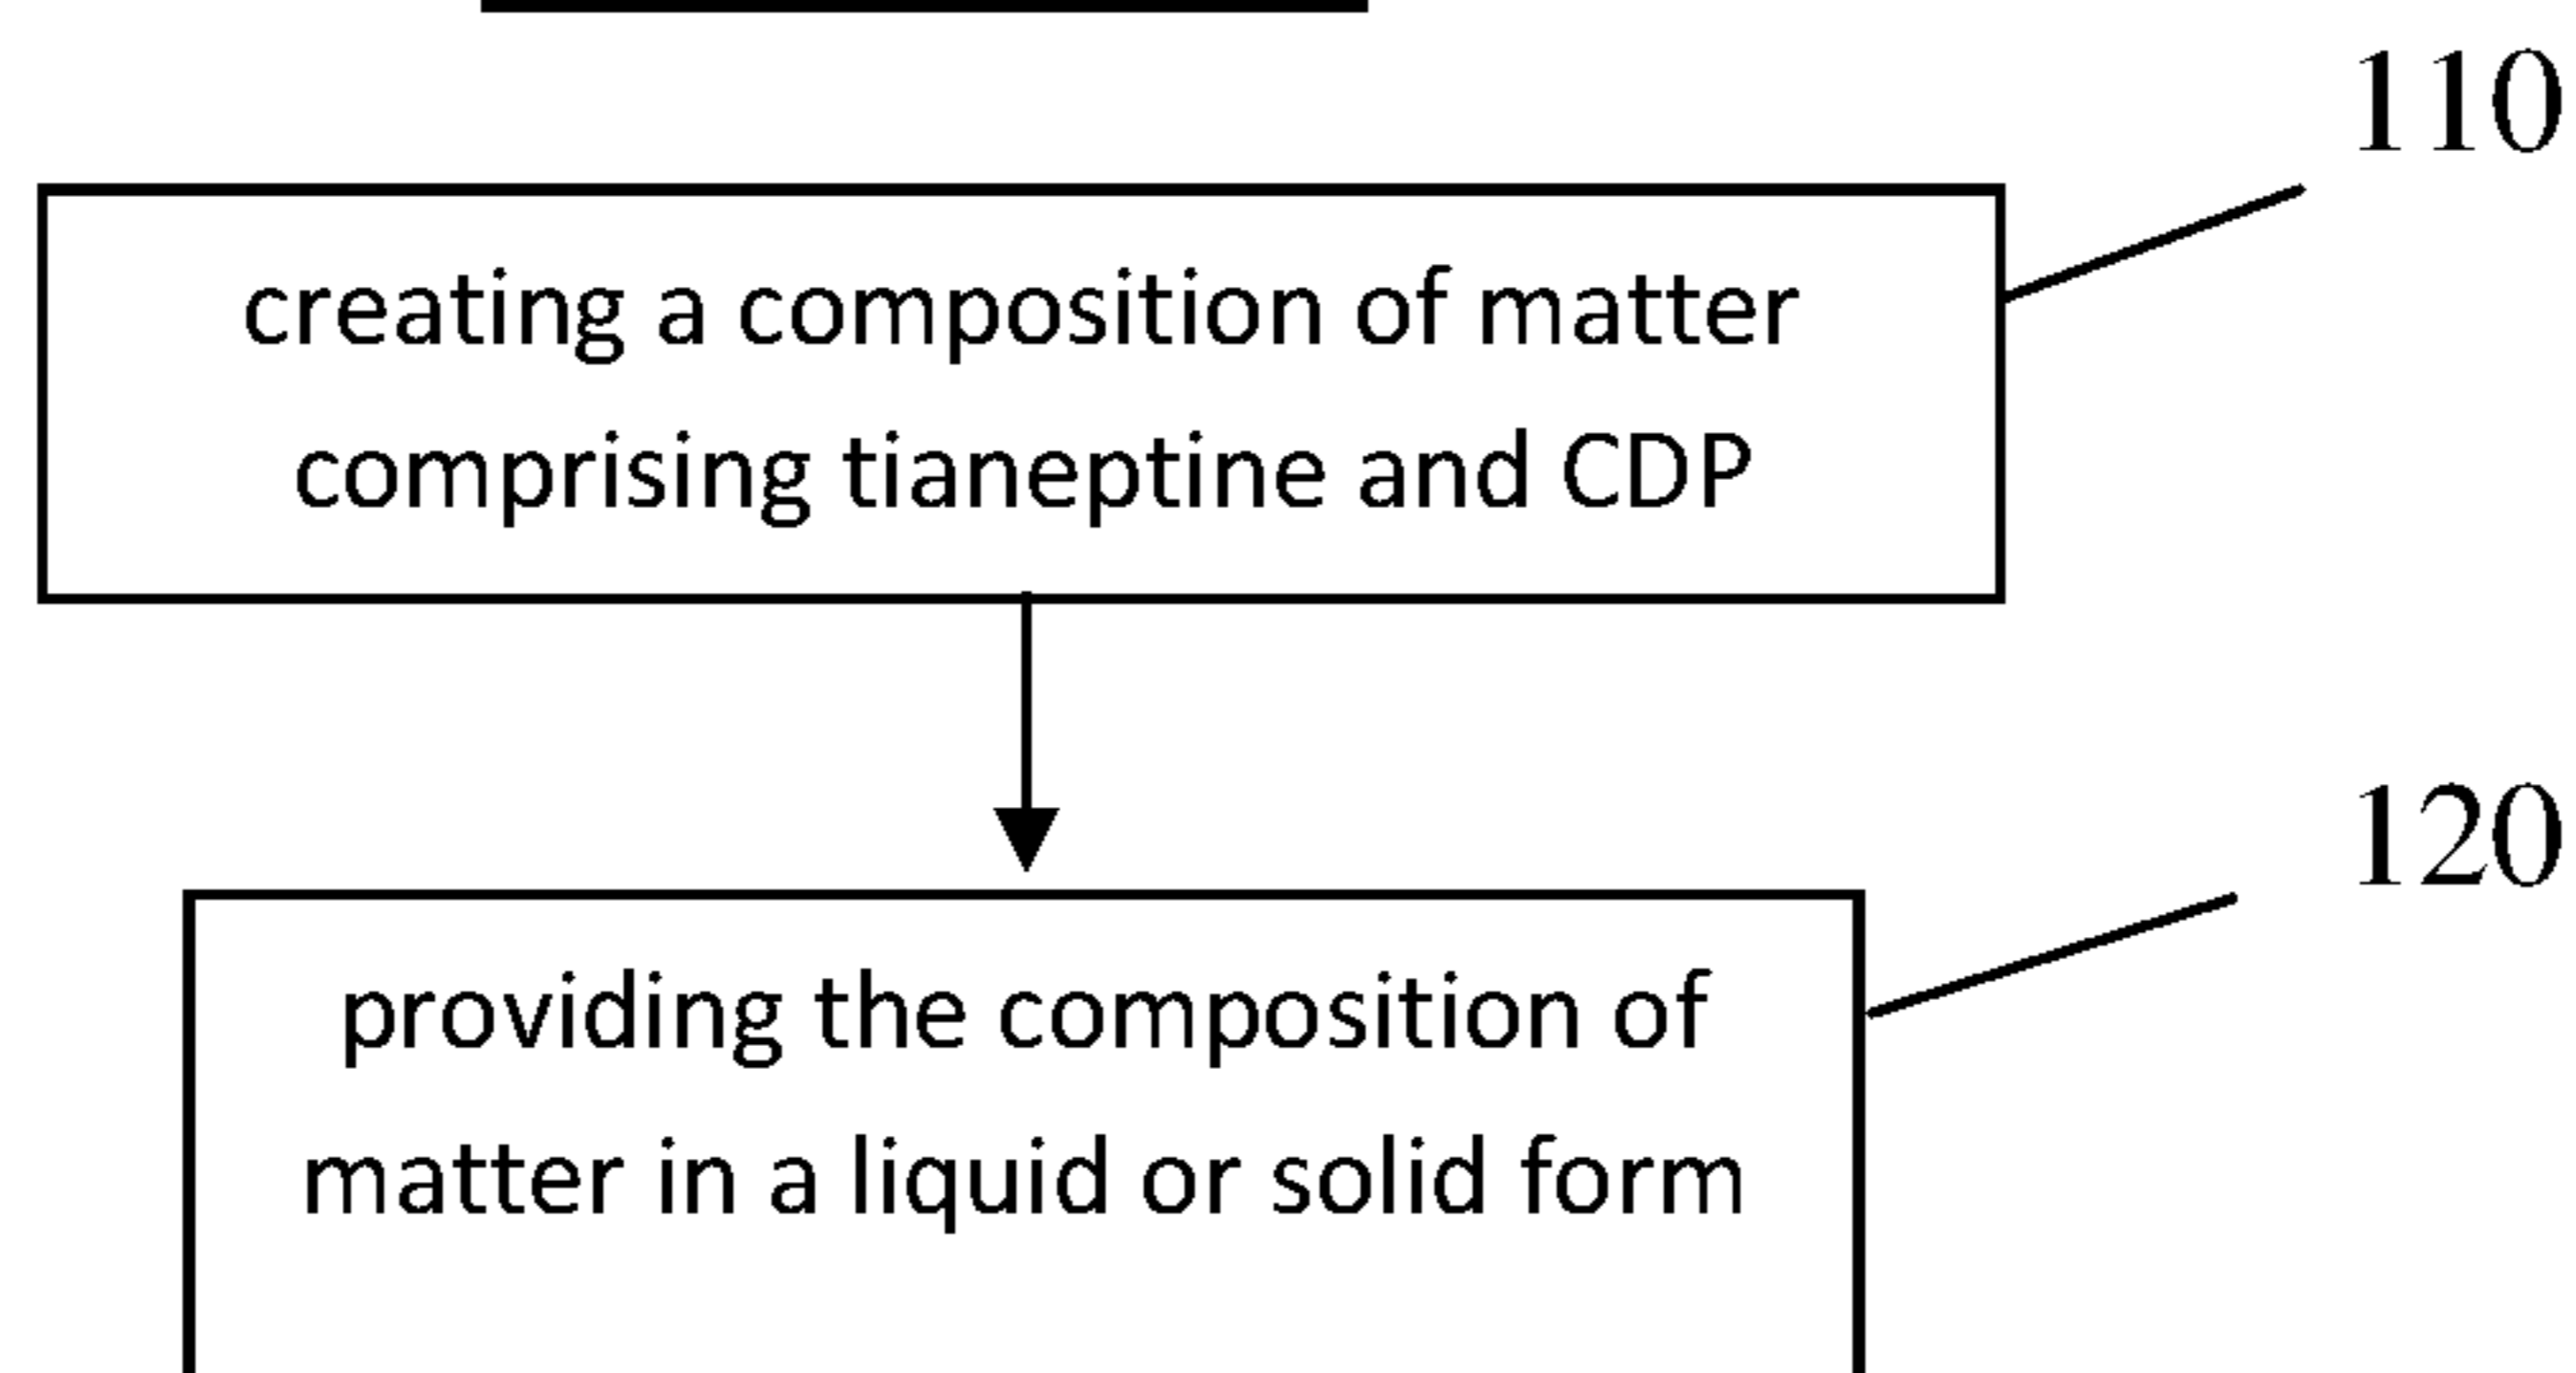 110
creating a composition of matter
comprising tianeptine and CDP
120
providing the composition of
matter in a liquid or solid form